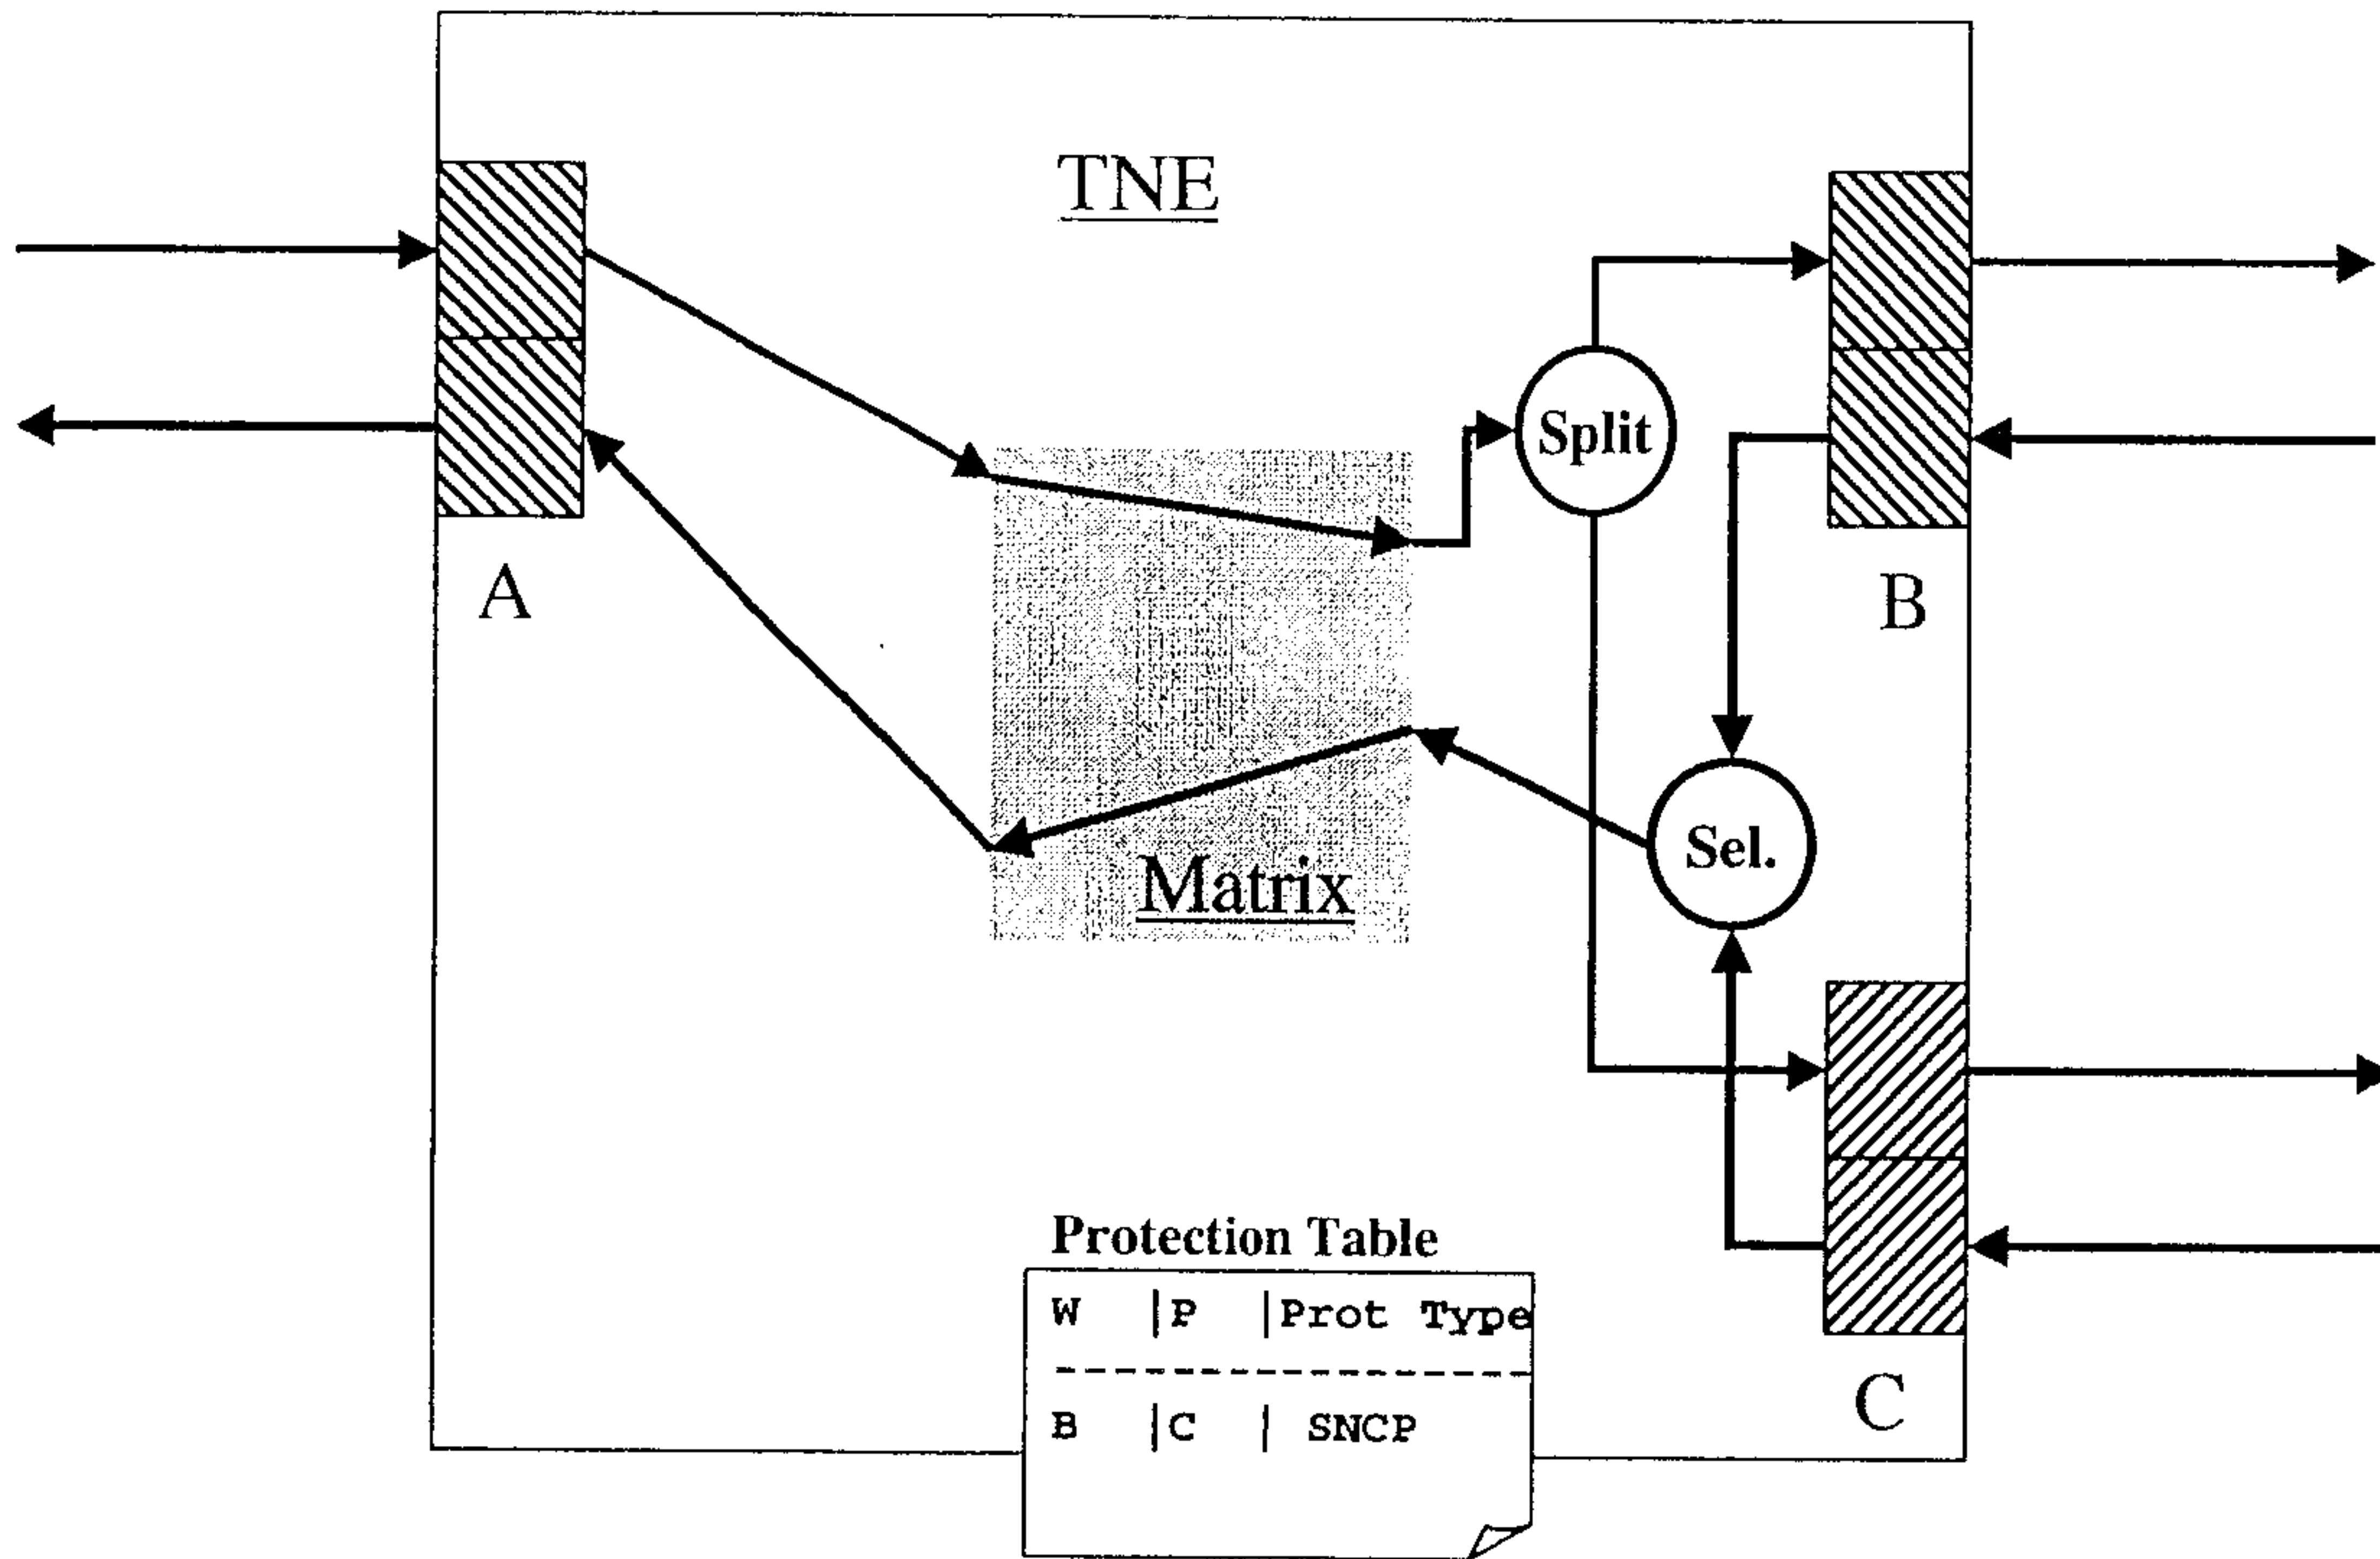 TNE
Split
A
B
Sel.
Matrix
Protection Table
W |P |Prot Type
B |C | SNCP
C